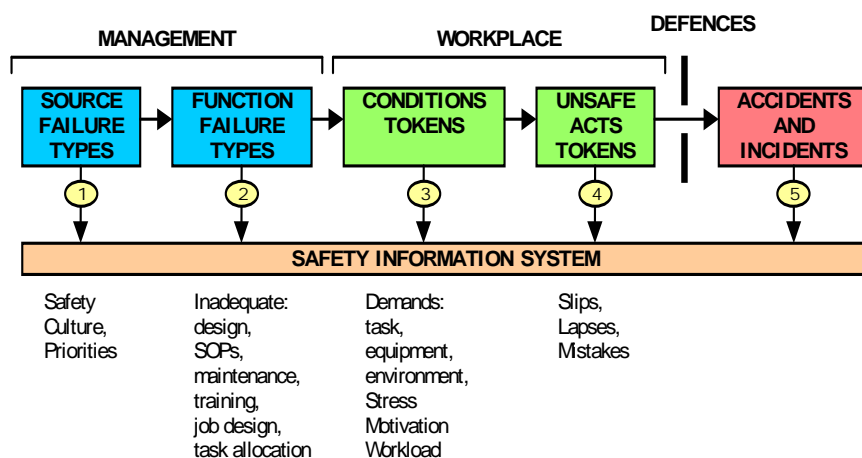 MANAGEMENT
WORKPLACE
DEFENCES
SOURCE
FAILURE
TYPES
FUNCTION
FAILURE
TYPES
CONDITIONS
TOKENS
UNSAFE
ACTS
TOKENS
ACCIDENTS
AND
INCIDENTS
1
2
3
4
5
SAFETY INFORMATION SYSTEM
Safety
Culture,
Priorities
Inadequate:
design,
SOPs,
maintenance,
training,
job design,
task allocation
Demands:
task,
equipment,
environment,
Stress
Motivation
Workload
Slips,
Lapses,
Mistakes